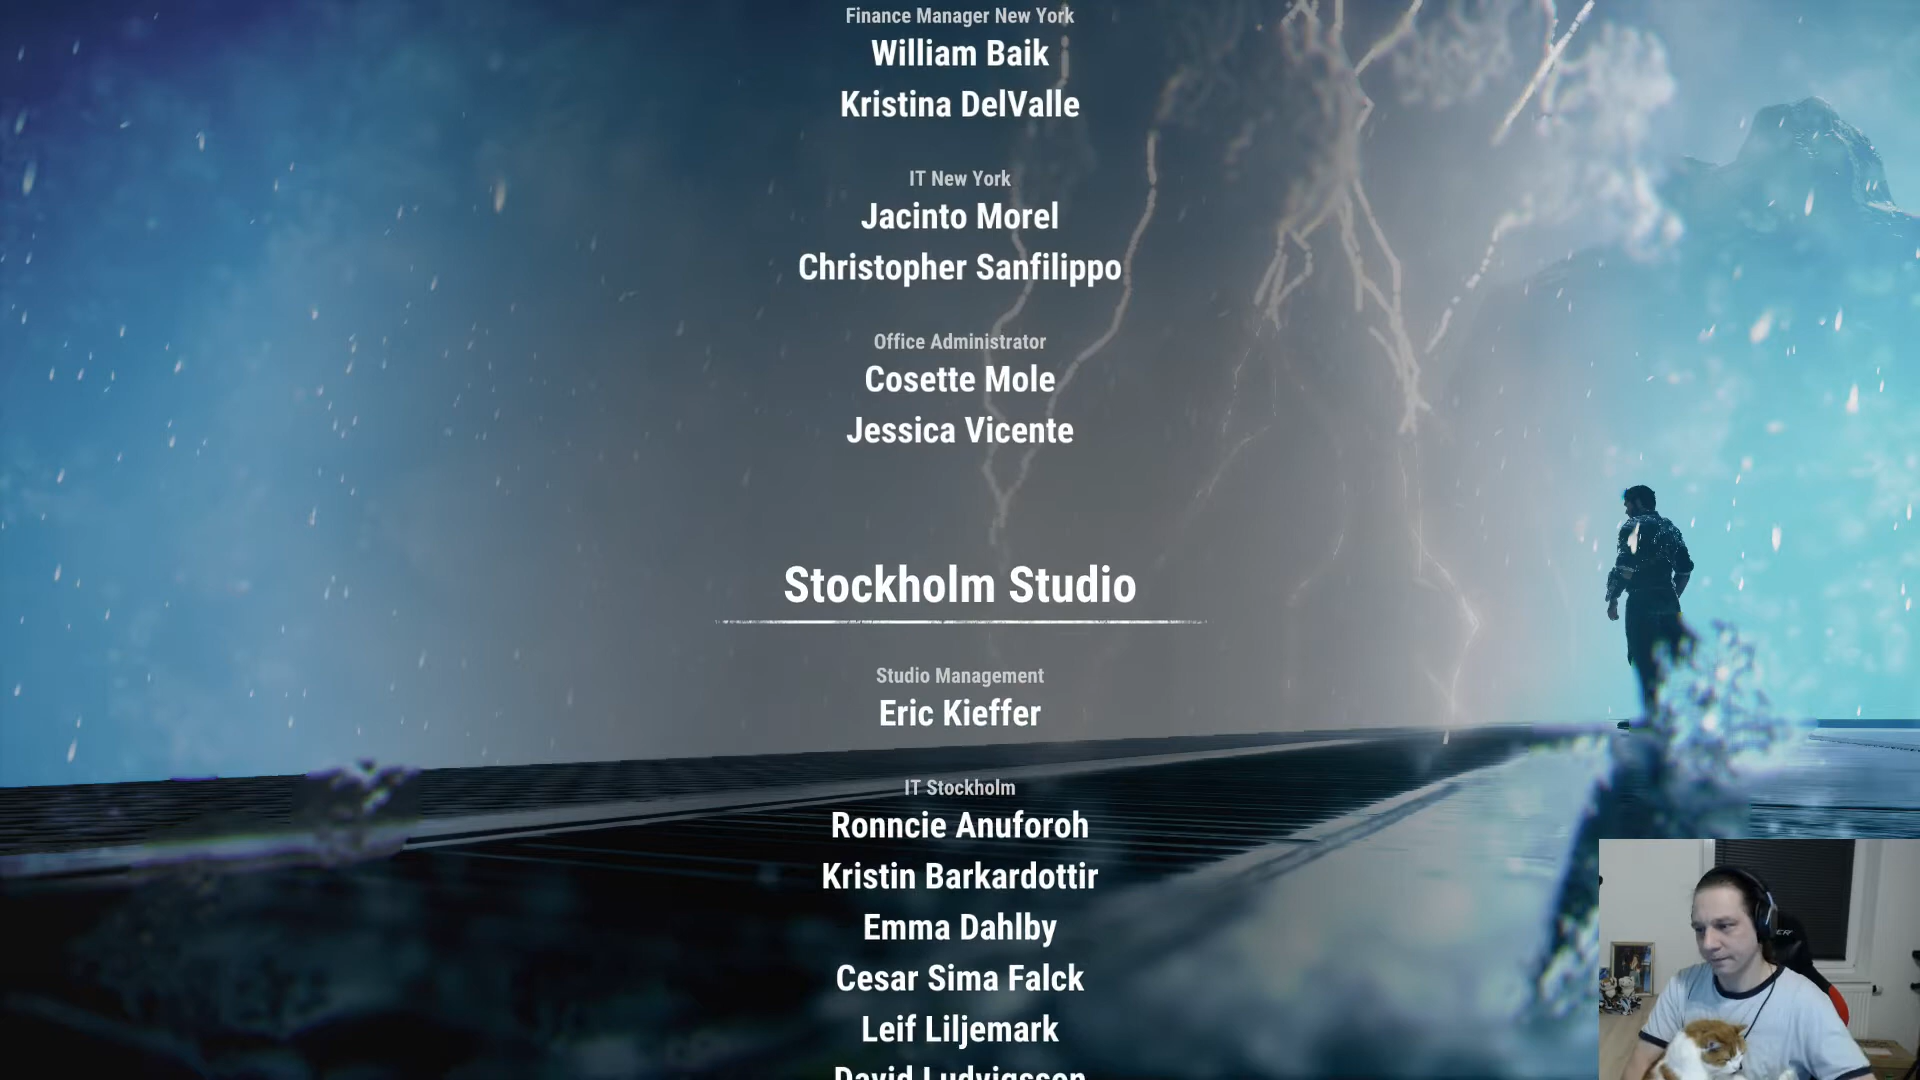 Finance Manager New York
William Baik
Kristina DelValle
IT New York
Jacinto Morel
Christopher Sanfilippo
Office Administrator
Cosette Mole
Jessica Vicente
Stockholm Studio
Studio Management
Eric Kieffer
IT Stockholm
Ronncie Anuforoh
Kristin Barkardottir
Emma Dahlby
Cesar Sima Falck
Leif Liljemark
David Ludvigsson